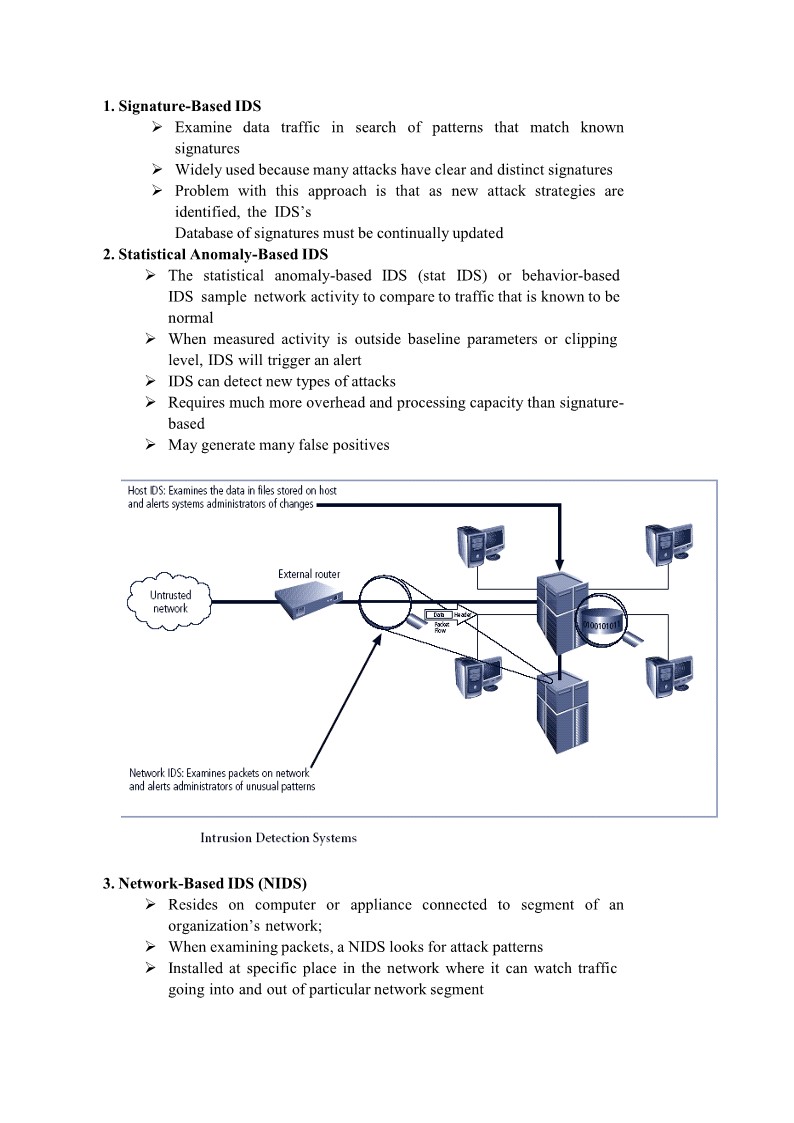 1. Signature-Based IDS
➢ Examine data traffic in search of patterns that match known
signatures
➢ Widely used because many attacks have clear and distinct signatures
➢ Problem with this approach is that as new attack strategies are
identified, the IDS’s
Database of signatures must be continually updated
2. Statistical Anomaly-Based IDS
➢ The statistical anomaly-based IDS (stat IDS) or behavior-based
IDS sample network activity to compare to traffic that is known to be
normal
➢ When measured activity is outside baseline parameters or clipping
level, IDS will trigger an alert
➢ IDS can detect new types of attacks
➢ Requires much more overhead and processing capacity than signature-
based
➢ May generate many false positives
Host IDS: Examines the data in files stored on host
and alerts systems administrators of changes
External router
Untrusted
network
Data Header
Packet
Flow
0100101011
Network IDS: Examines packets on network
and alerts administrators of unusual patterns
Intrusion Detection Systems
3. Network-Based IDS (NIDS)
➢ Resides on computer or appliance connected to segment of an
organization’s network;
➢ When examining packets, a NIDS looks for attack patterns
➢ Installed at specific place in the network where it can watch traffic
going into and out of particular network segment